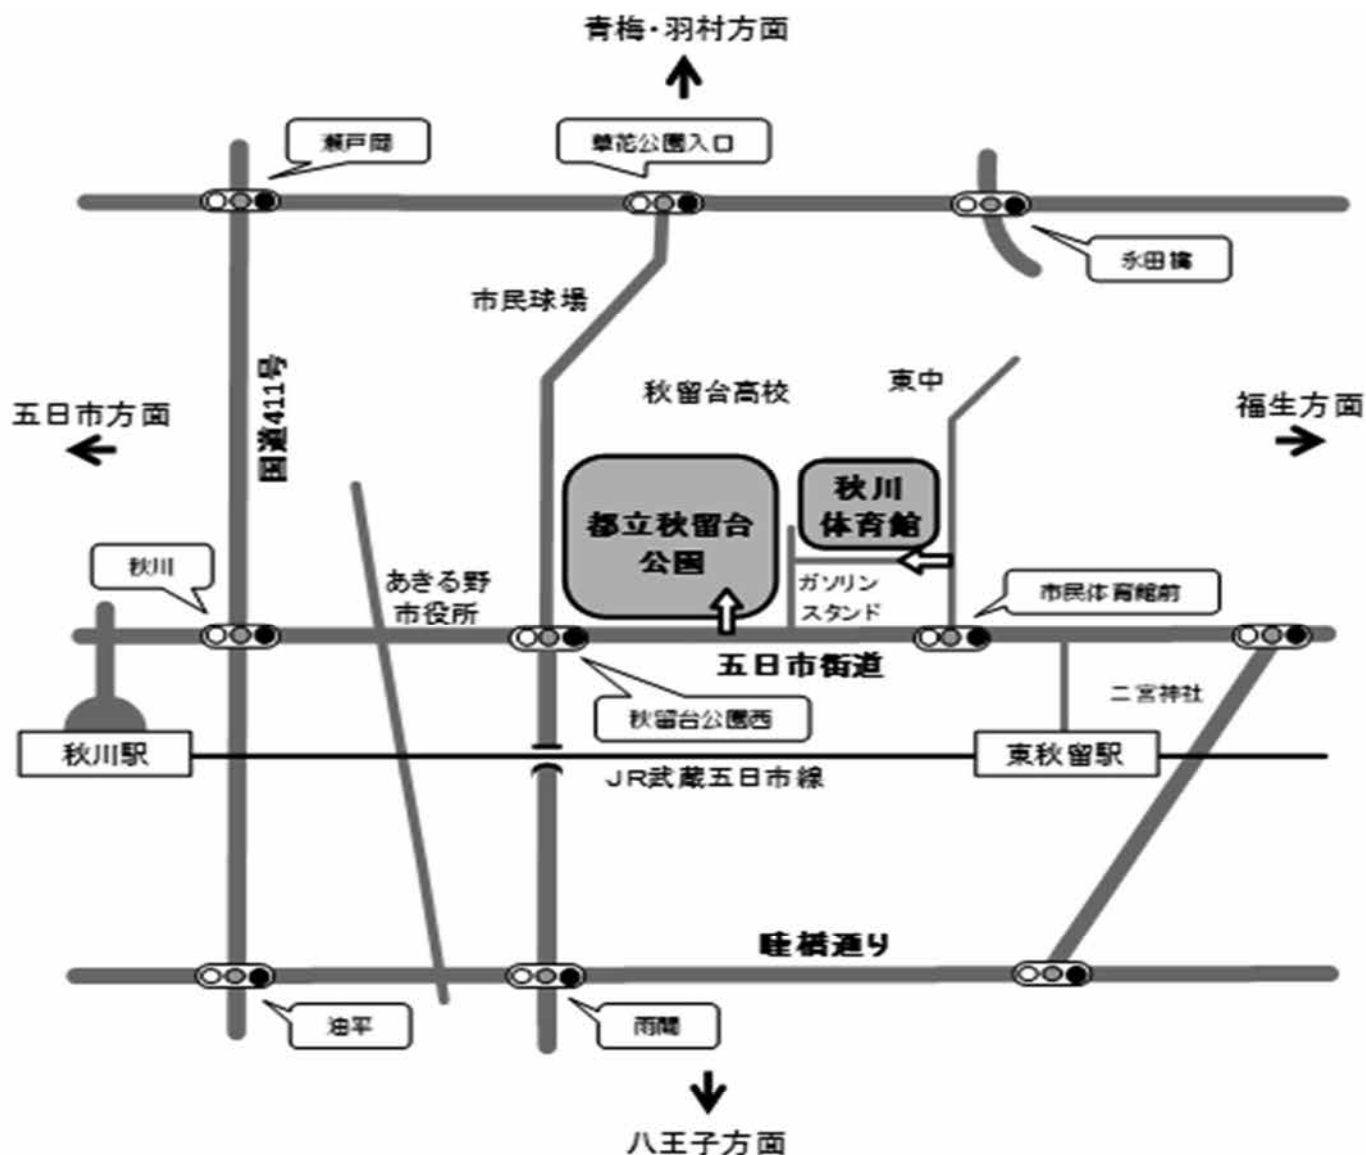 青梅・羽村方面
瀬戸岡
草花公園入口
永田橋
市民球場
国道411号
秋留台高校
東中
五日市方面
福生方面
都立秋留台
公園
秋川
体育館
秋川
あきる野
市役所
ガソリン
スタンド
市民体育館前
五日市街道
二宮神社
秋留台公園西
秋川駅
東秋留駅
JR武蔵五日市線
睦橋通り
油平
雨間
八王子方面